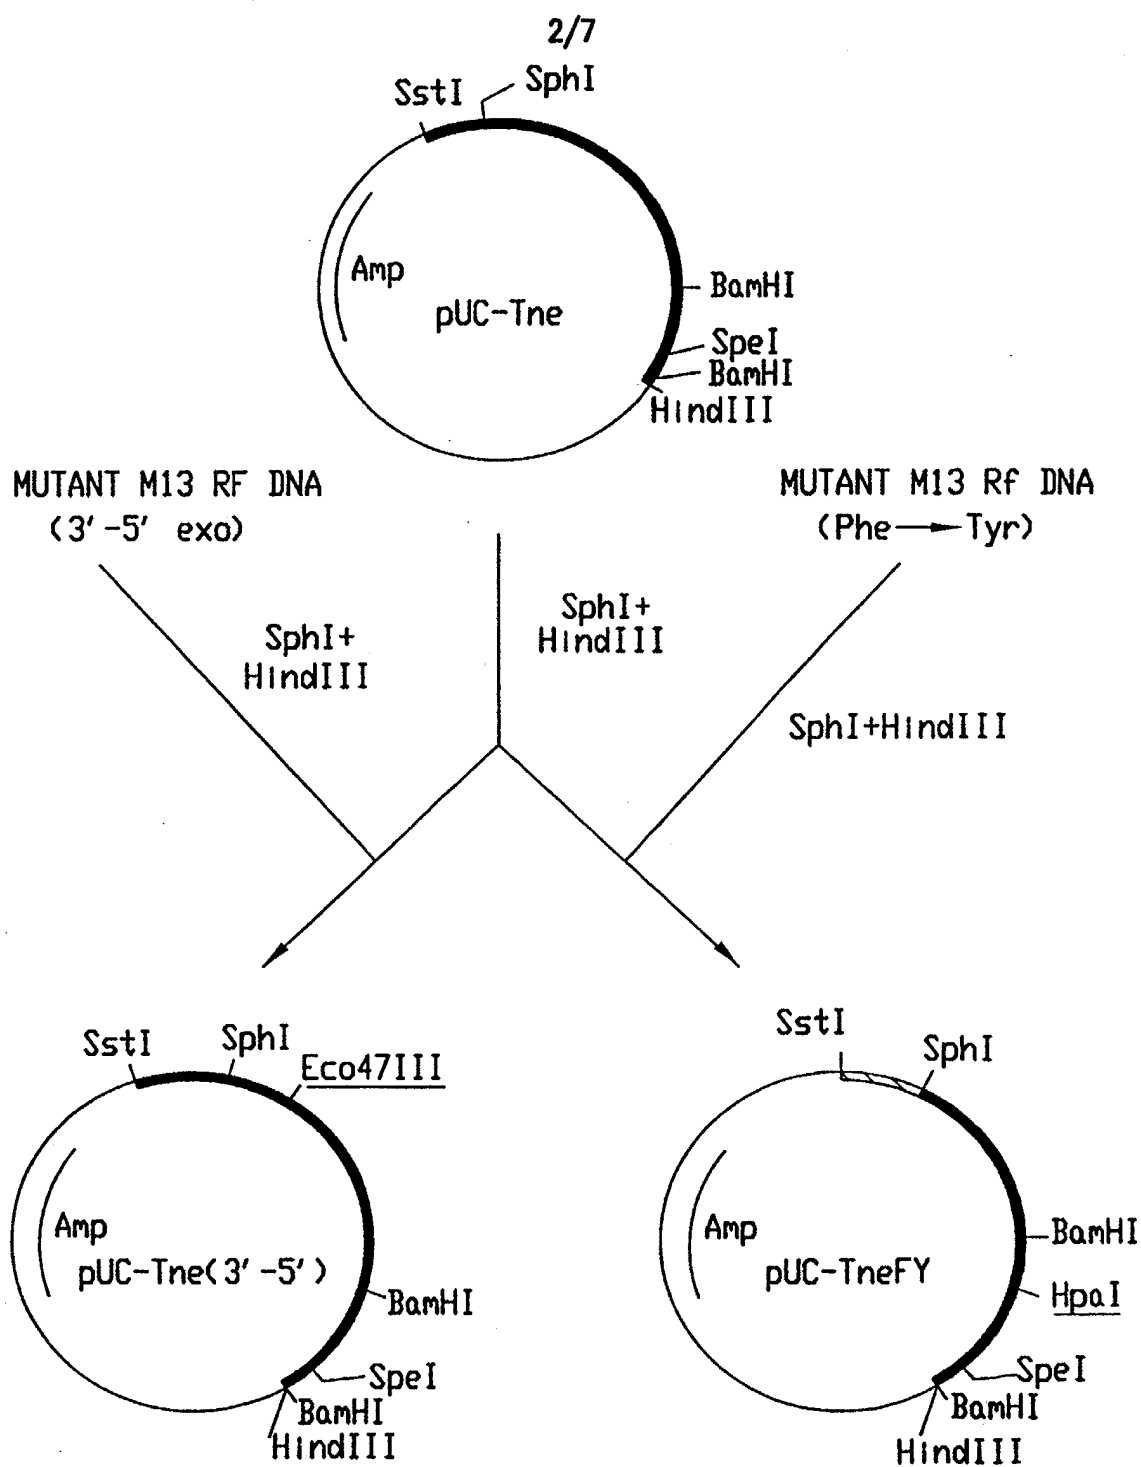 2/7
SstI
SphI
Amp
pUC-Tne
BamHI
SpeI
BamHI
HindIII
MUTANT M13 RF DNA
(3'-5' exo)
MUTANT M13 Rf DNA
(Phe → Tyr)
SphI+
HindIII
SphI+
HindIII
SphI+HindIII
SstI
SphI
Eco47III
Amp
pUC-Tne(3'-5')
BamHI
SpeI
BamHI
HindIII
SstI
SphI
Amp
pUC-TneFY
BamHI
HpaI
SpeI
BamHI
HindIII